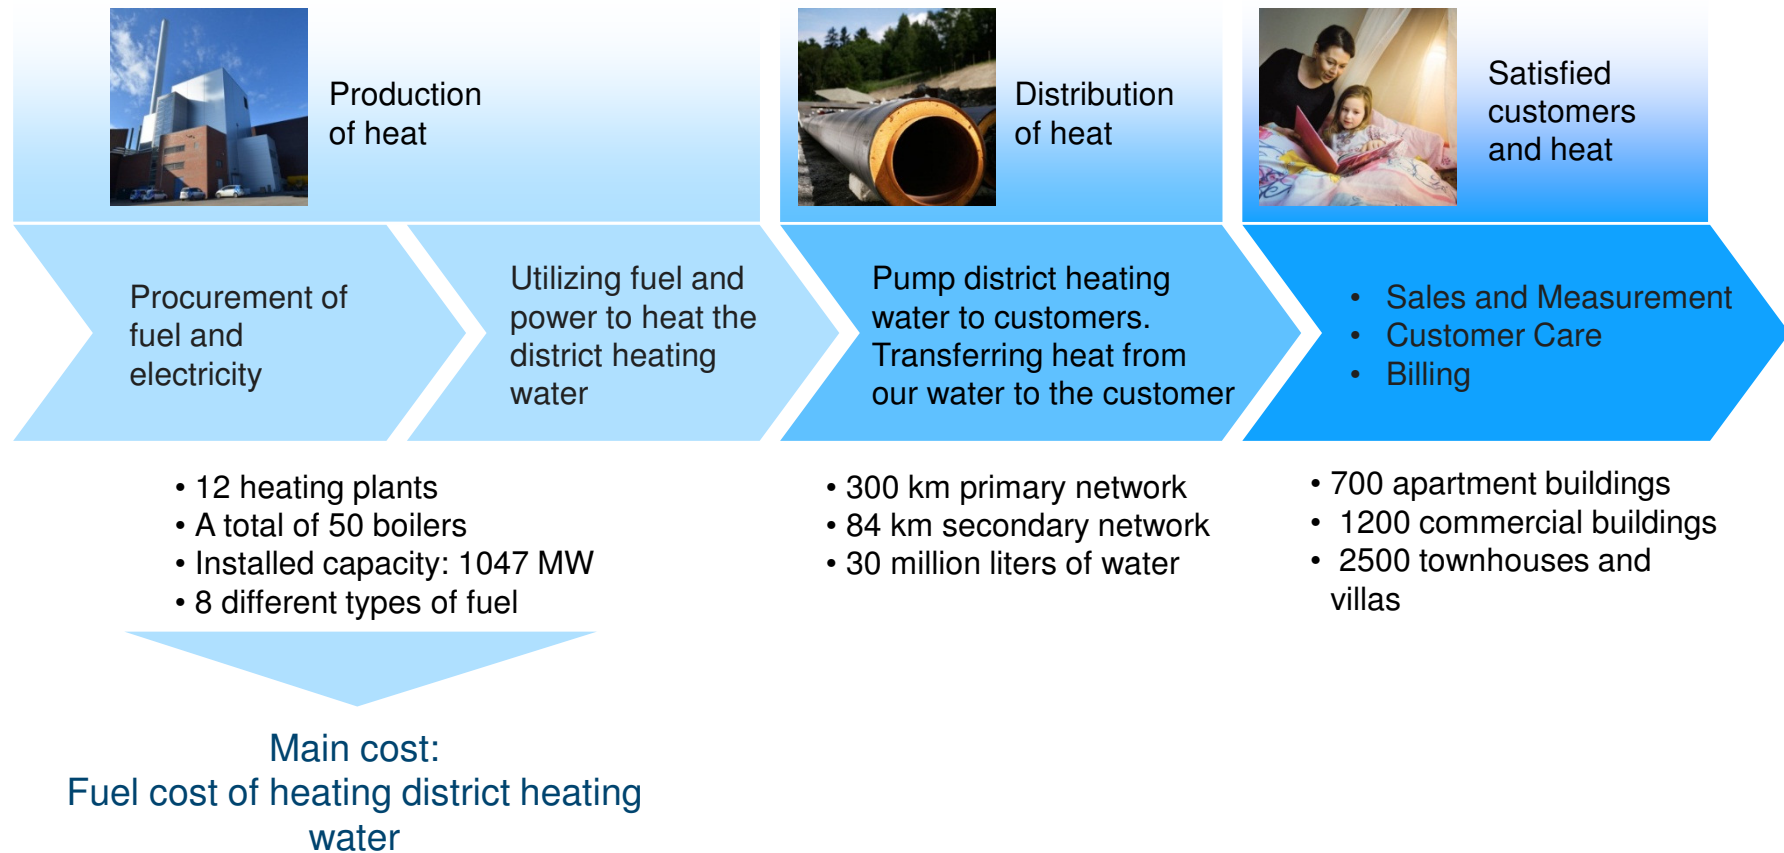 Production
of heat
Distribution
of heat
Satisfied
customers
and heat
Procurement of
fuel and
electricity
Utilizing fuel and
power to heat the
district heating
water
Pump district heating
water to customers.
Transferring heat from
our water to the customer
• Sales and Measurement
• Customer Care
• Billing
• 12 heating plants
• A total of 50 boilers
• Installed capacity: 1047 MW
• 8 different types of fuel
• 300 km primary network
• 84 km secondary network
• 30 million liters of water
• 700 apartment buildings
• 1200 commercial buildings
• 2500 townhouses and
villas
Main cost:
Fuel cost of heating district heating
water